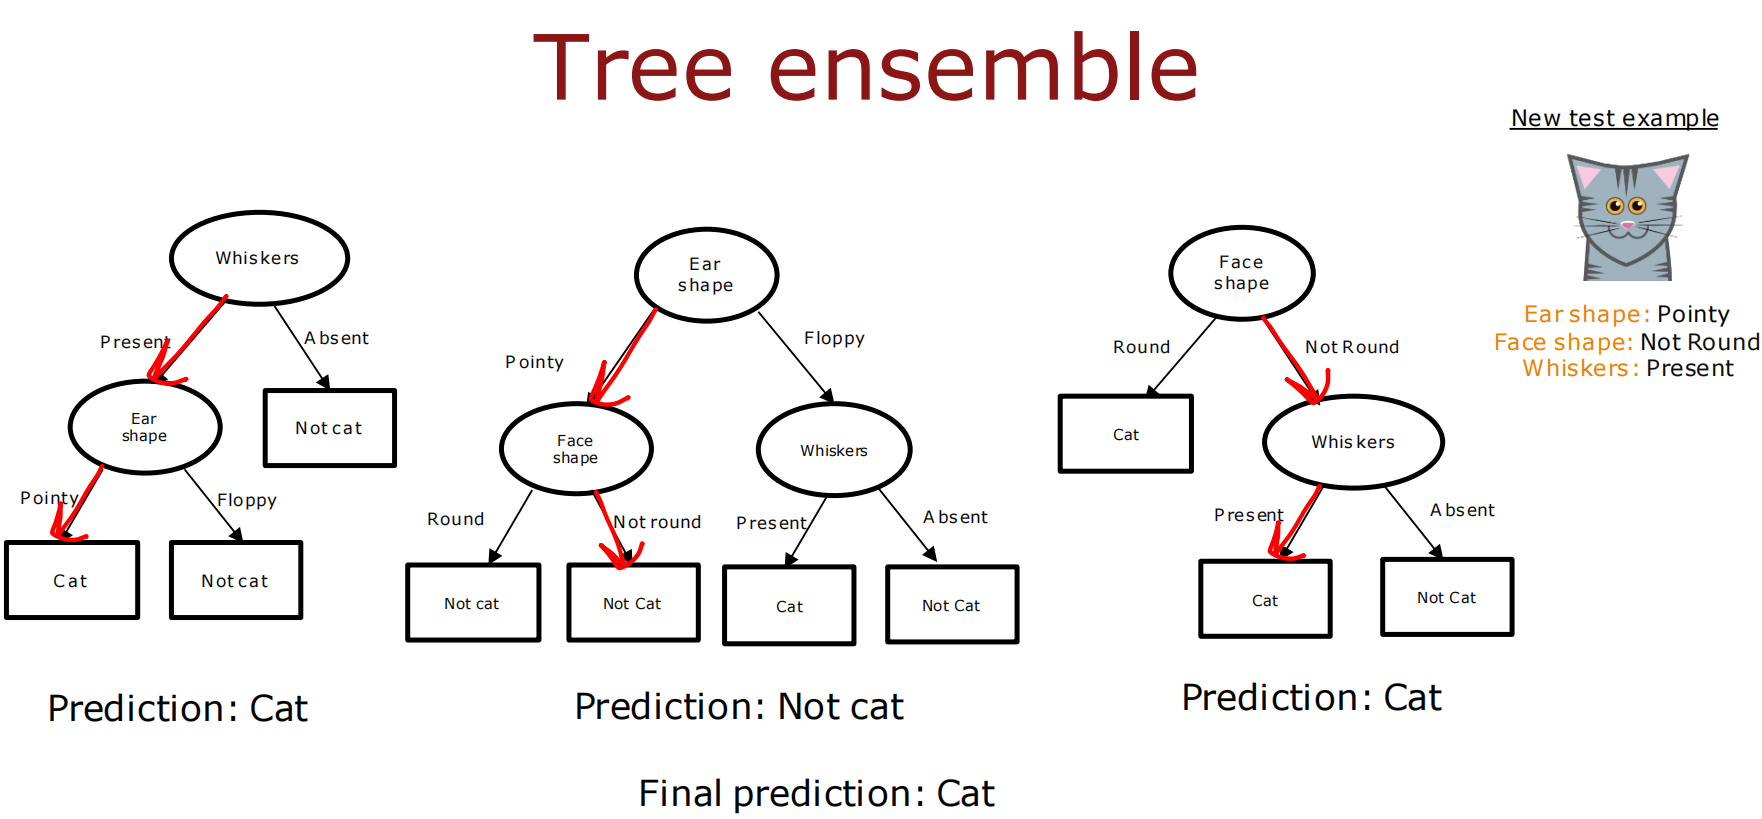 Tree ensemble
New test example
Ear shape: Pointy
Face shape: Not Round
Whiskers: Present
Whiskers
Present
Absent
Ear
shape
Not cat
Pointy
Floppy
Cat
Not cat
Prediction: Cat
Ear
shape
Pointy
Floppy
Face
shape
Whiskers
Round
Not round
Present
Absent
Not cat
Not Cat
Cat
Not Cat
Prediction: Not cat
Face
shape
Round
Not Round
Cat
Whiskers
Present
Absent
Cat
Not Cat
Prediction: Cat
Final prediction: Cat